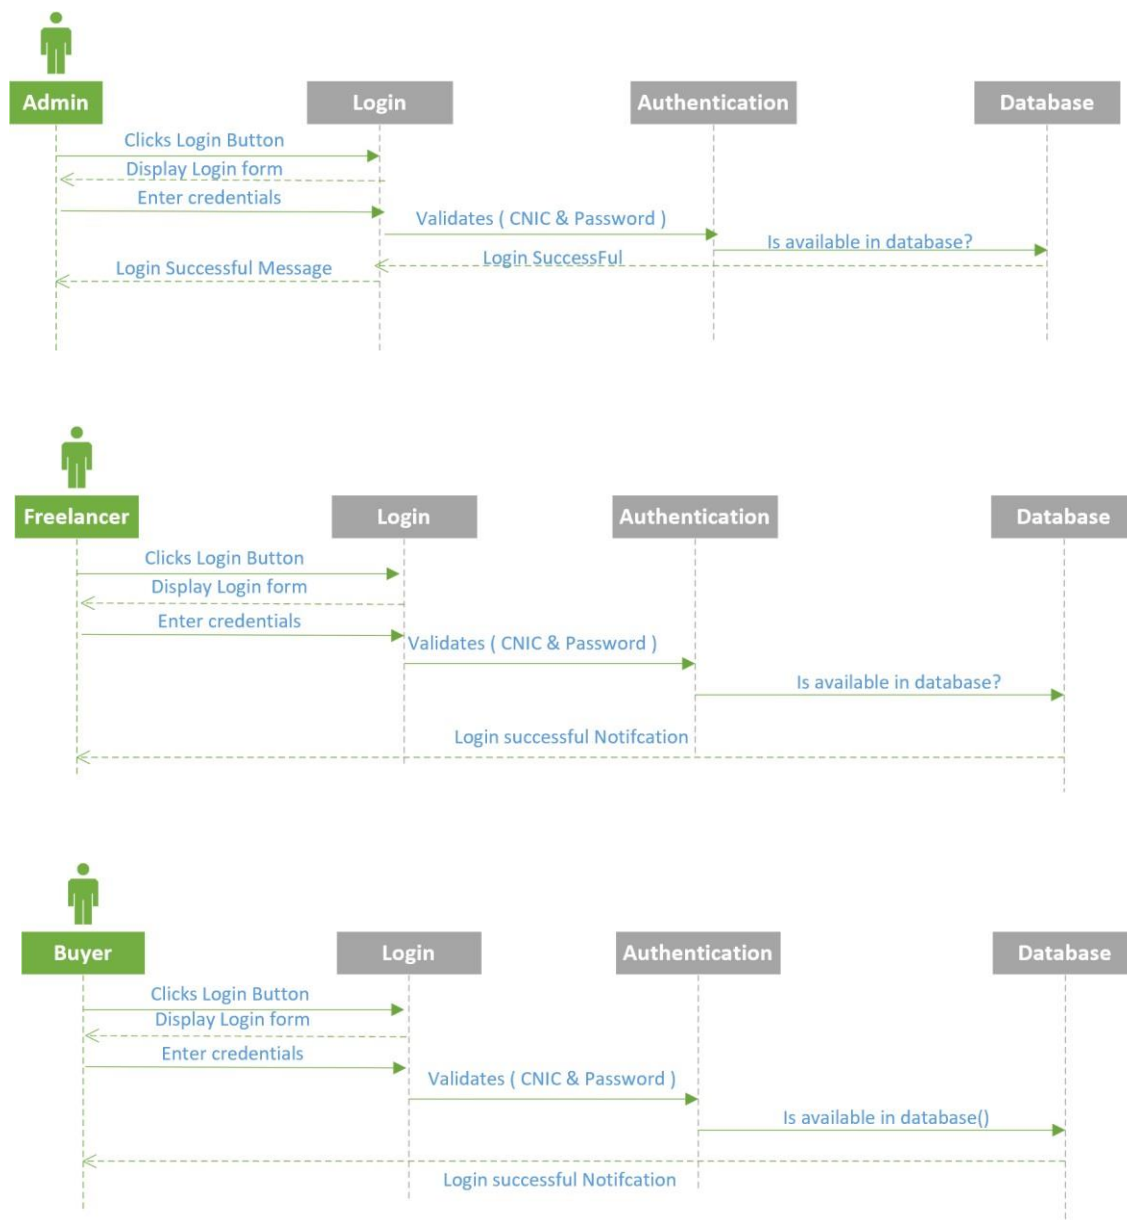 Admin
Login
Authentication
Database
Clicks Login Button
Display Login form
Enter credentials
Validates ( CNIC & Password )
Is available in database?
Login SuccessFul
Login Successful Message
Freelancer
Login
Authentication
Database
Clicks Login Button
Display Login form
Enter credentials
Validates ( CNIC & Password )
Is available in database?
Login successful Notifcation
Buyer
Login
Authentication
Database
Clicks Login Button
Display Login form
Enter credentials
Validates ( CNIC & Password )
Is available in database()
Login successful Notifcation